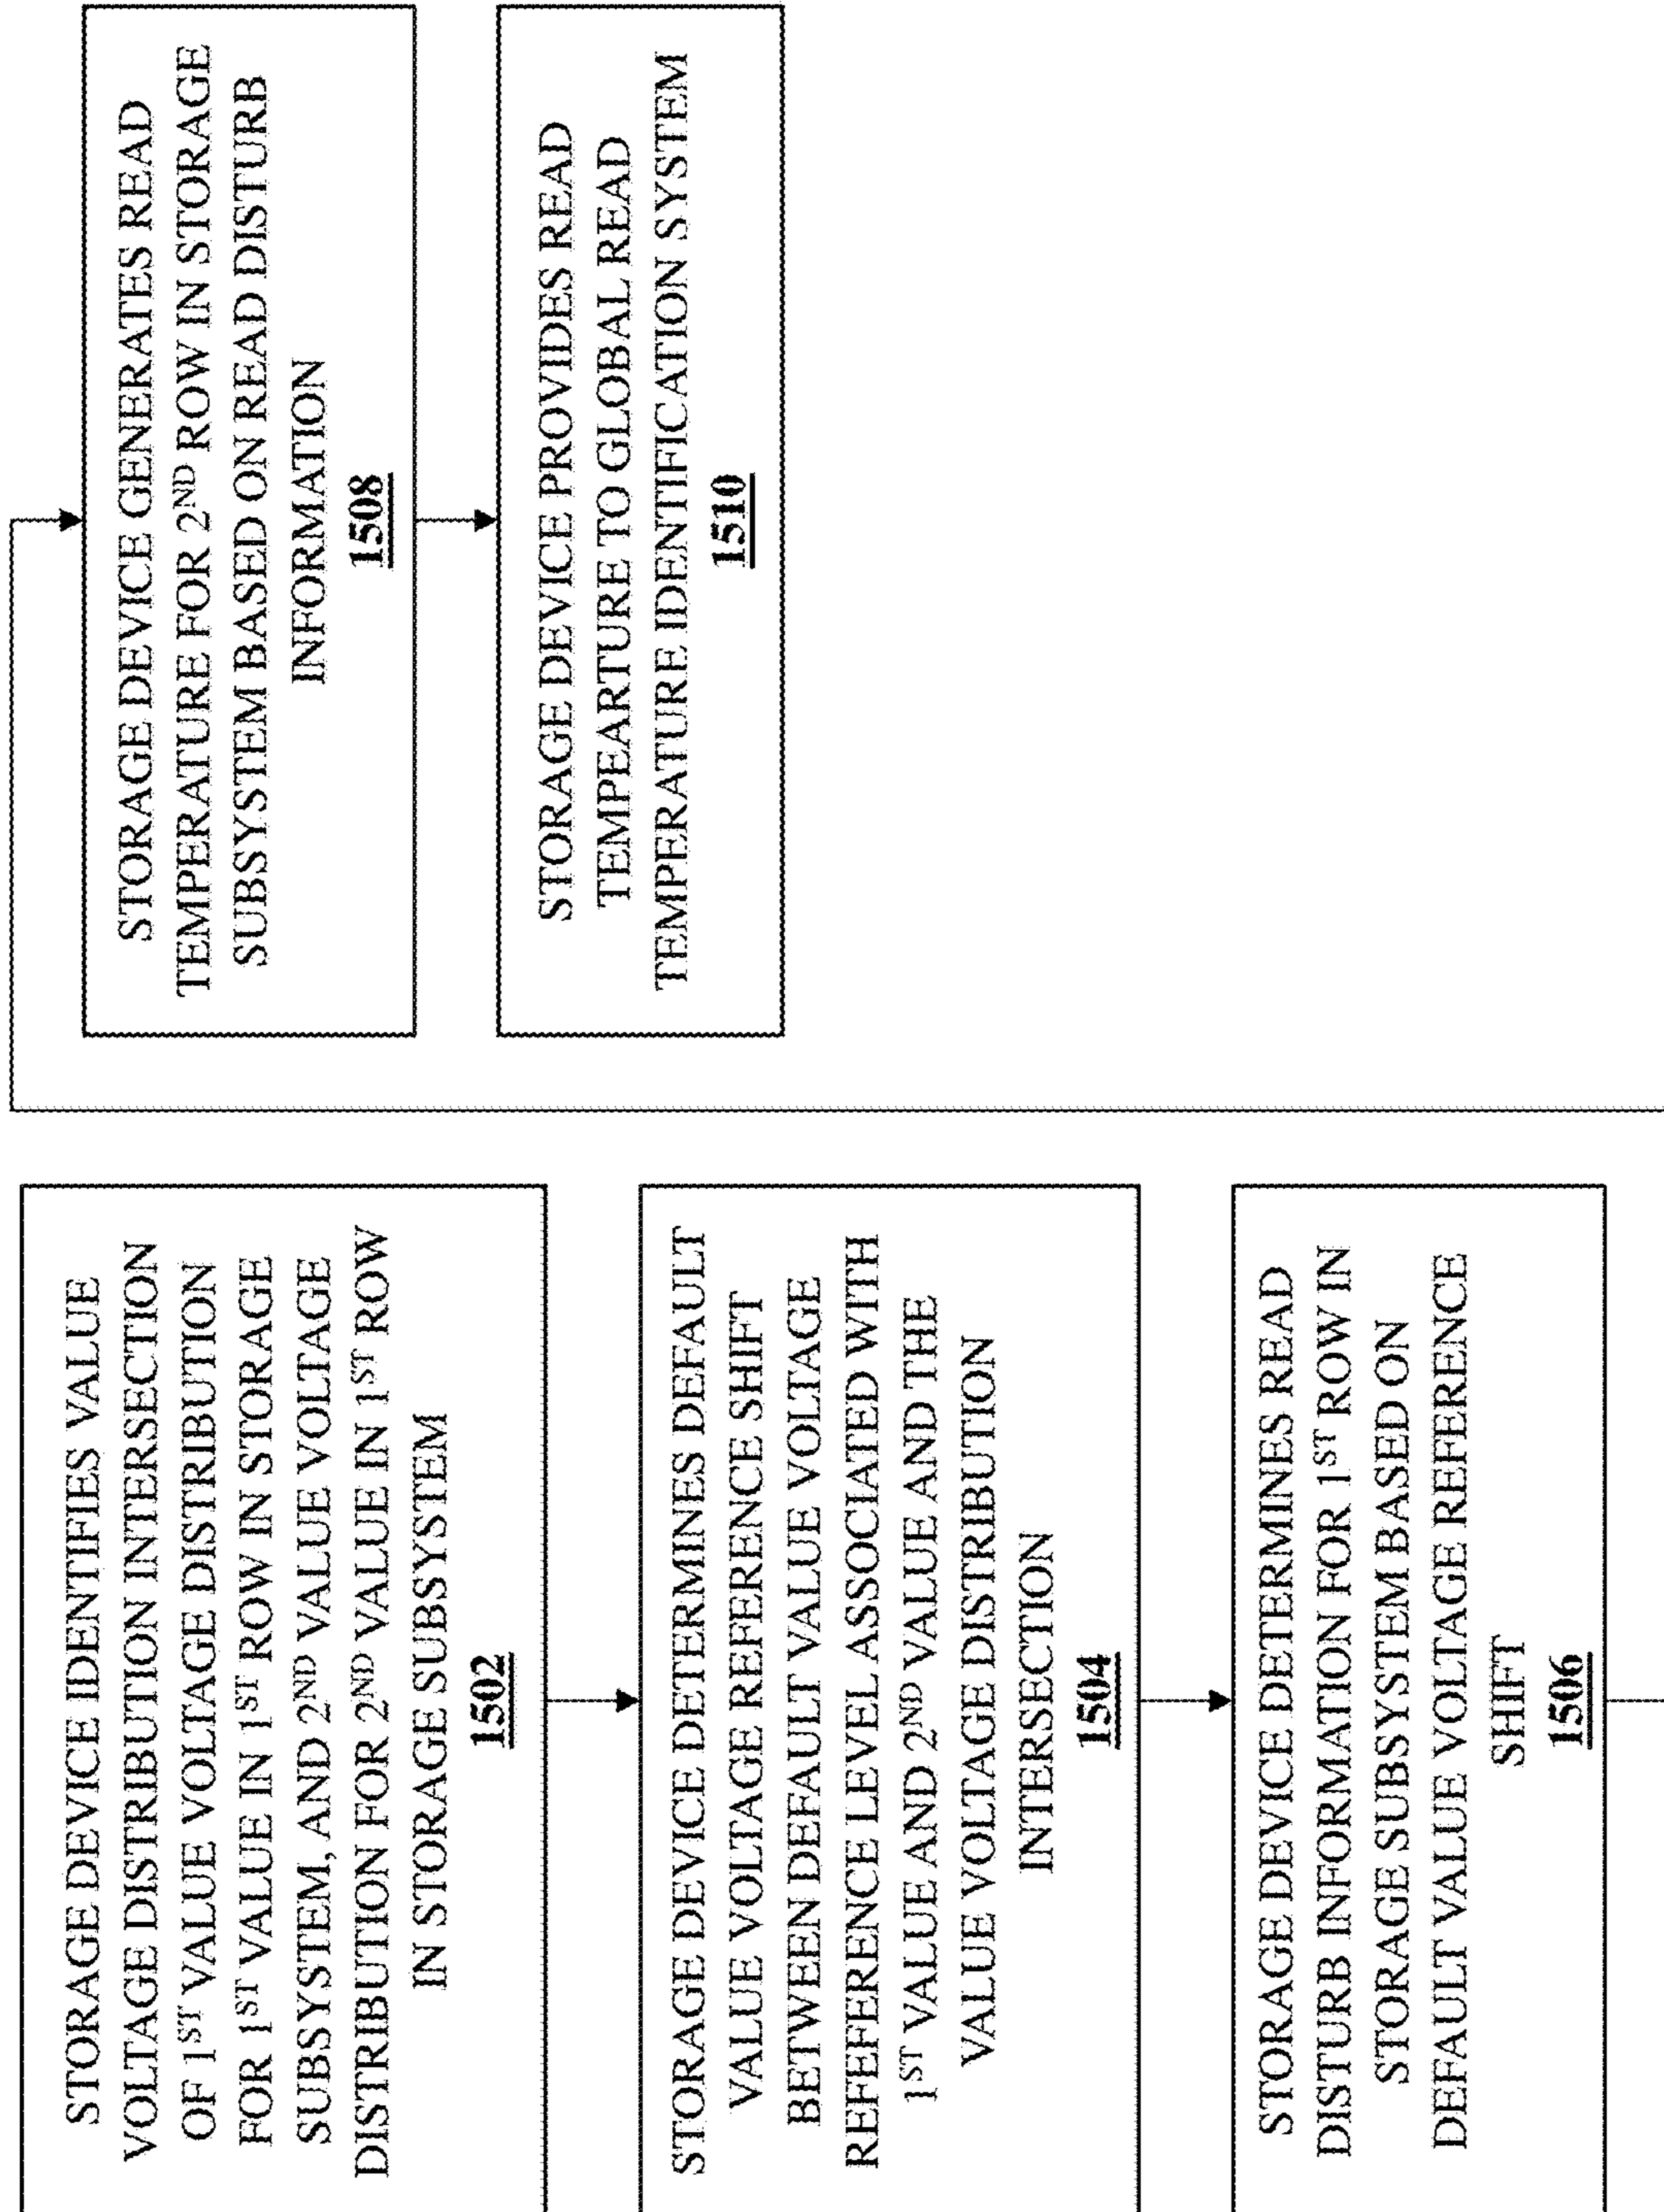 STORAGE DEVICE IDENTIFIES VALUE
VOLTAGE DISTRIBUTION INTERSECTION
OF 1ST VALUE VOLTAGE DISTRIBUTION
FOR 1ST VALUE IN 1ST ROW IN STORAGE
SUBSYSTEM, AND 2ND VALUE VOLTAGE
DISTRIBUTION FOR 2ND VALUE IN 1ST ROW
IN STORAGE SUBSYSTEM
1502
STORAGE DEVICE DETERMINES DEFAULT
VALUE VOLTAGE REFERENCE SHIFT
BETWEEN DEFAULT VALUE VOLTAGE
REFEFERENCE LEVEL ASSOCIATED WITH
1ST VALUE AND 2ND VALUE AND THE
VALUE VOLTAGE DISTRIBUTION
INTERSECTION
1504
STORAGE DEVICE DETERMINES READ
DISTURB INFORMATION FOR 1ST ROW IN
STORAGE SUBSYSTEM BASED ON
DEFAULT VALUE VOLTAGE REFERENCE
SHIFT
1506
STORAGE DEVICE GENERATES READ
TEMPERATURE FOR 2ND ROW IN STORAGE
SUBSYSTEM BASED ON READ DISTURB
INFORMATION
1508
STORAGE DEVICE PROVIDES READ
TEMPEARTURE TO GLOBAL READ
TEMPERATURE IDENTIFICATION SYSTEM
1510